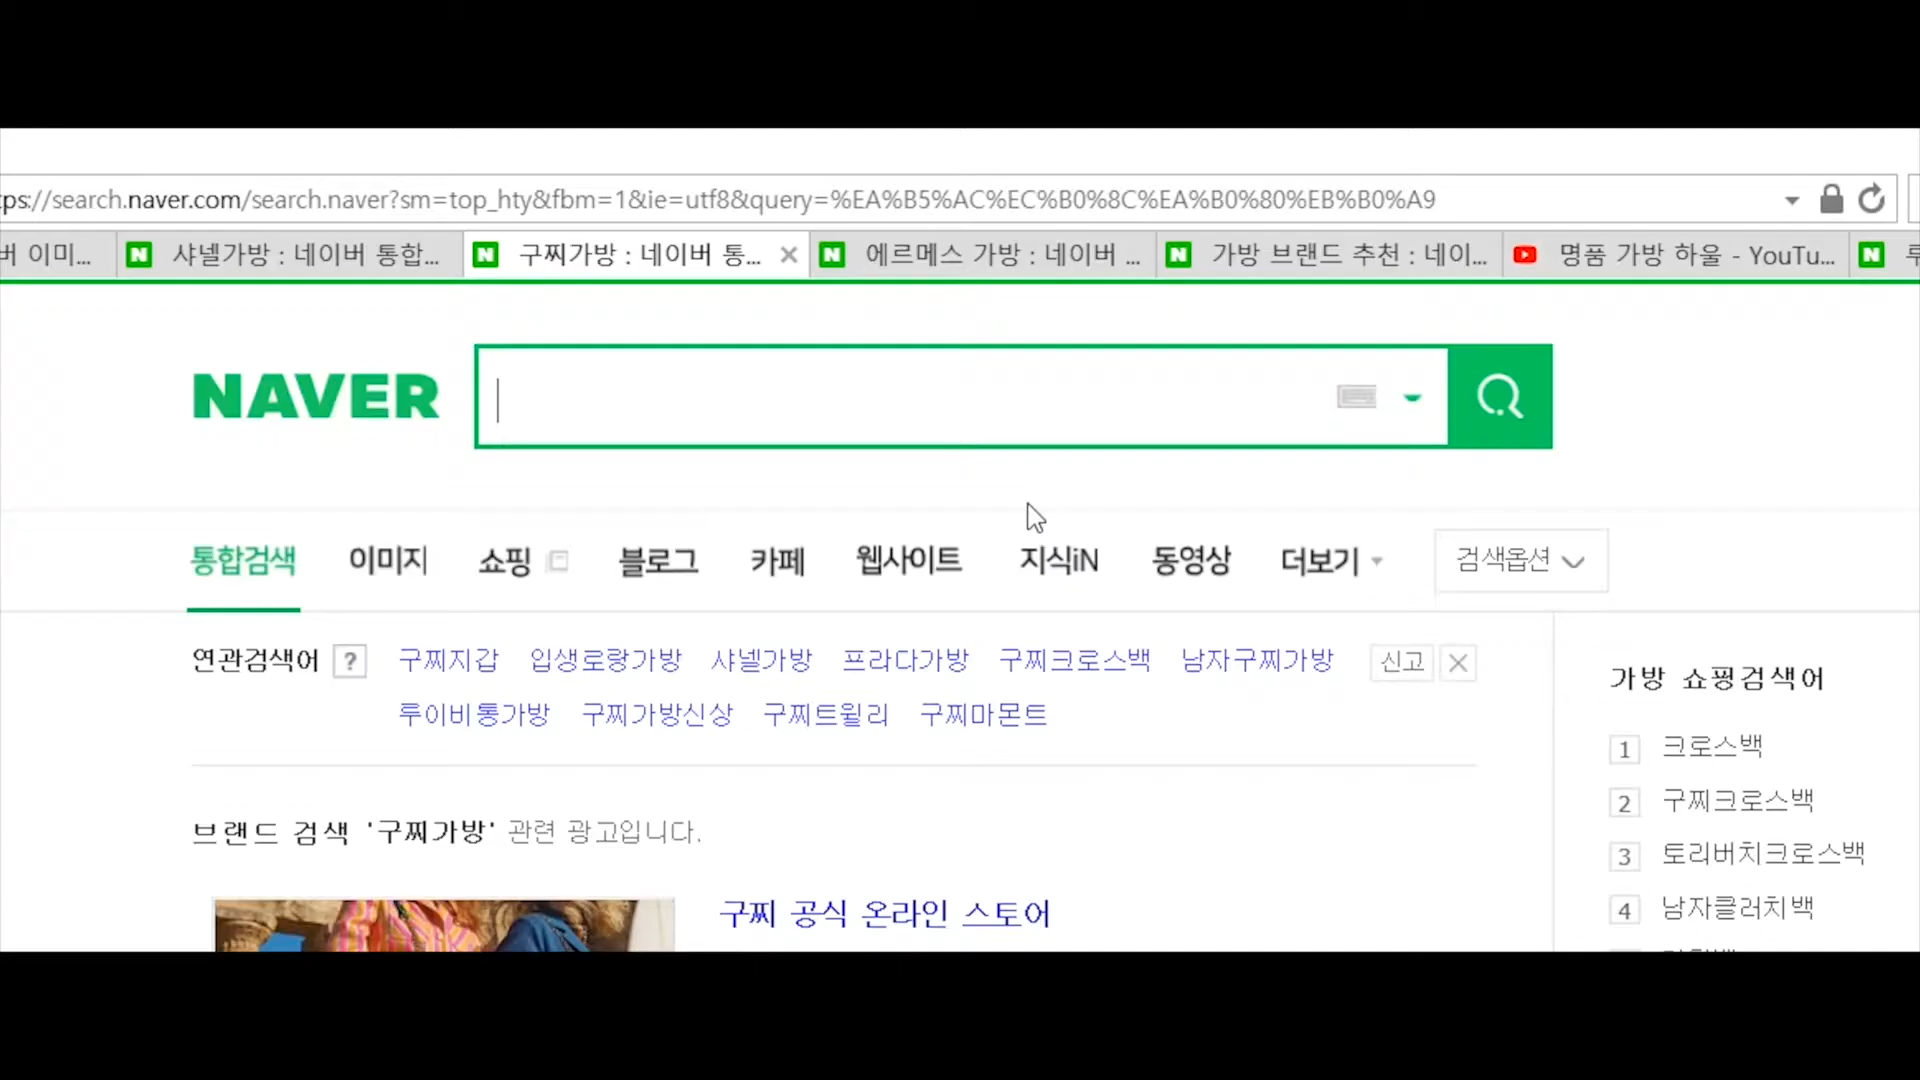 ps://search.naver.com/search.naver?sm=top_hty&fbm=1&ie=utf8&query=%EA%B5%AC%EC%B0%8C%EA%B0%80%EB%B0%A9
버 이미... 샤넬가방 : 네이버 통합... 구찌가방 : 네이버 통... 에르메스 가방 : 네이버 ... 가방 브랜드 추천 : 네이... 명품 가방 하울 - YouTu...
NAVER
통합검색 이미지 쇼핑 블로그 카페 웹사이트 지식iN 동영상 더보기 검색옵션
연관검색어 ? 구찌지갑 입생로랑가방 샤넬가방 프라다가방 구찌크로스백 남자구찌가방 신고
루이비통가방 구찌가방신상 구찌트윌리 구찌마몬트
브랜드 검색 '구찌가방' 관련 광고입니다.
구찌 공식 온라인 스토어
가방 쇼핑검색어
1 크로스백
2 구찌크로스백
3 토리버치크로스백
4 남자클러치백